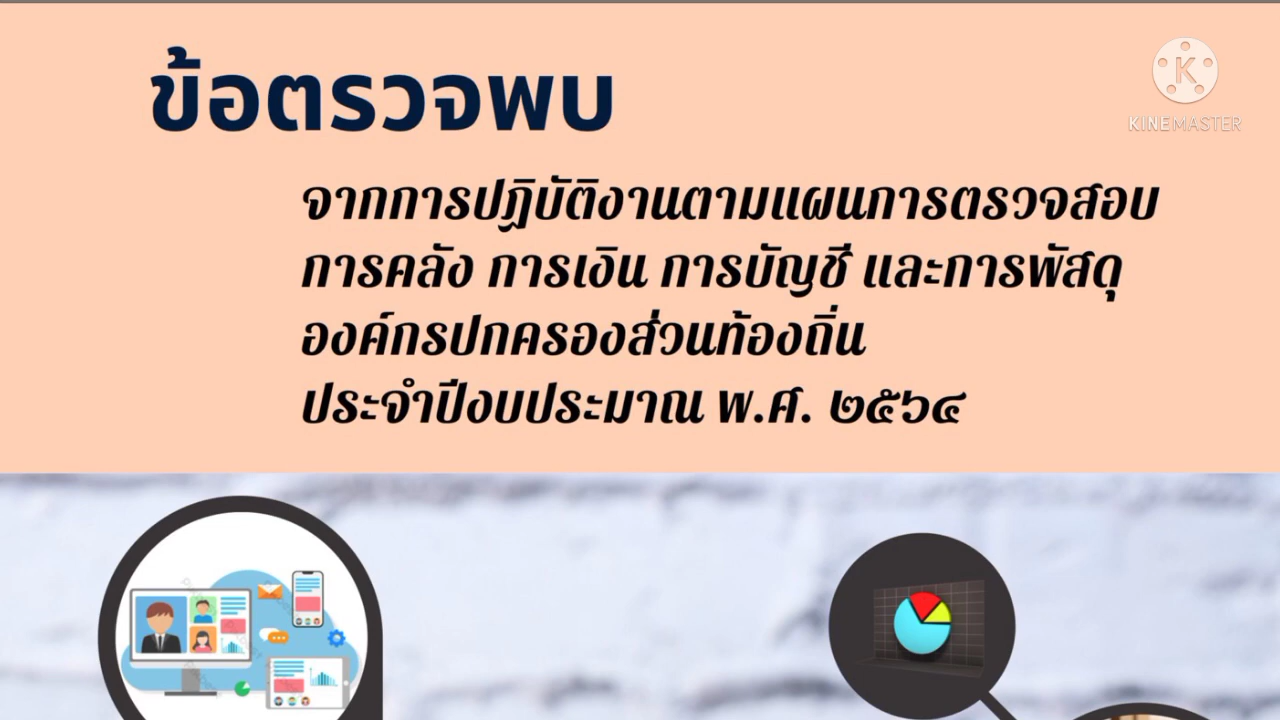 ข้อตรวจพบ
KINEMASTER
จากการปฏิบัติงานตามแผนการตรวจสอบ
การคลัง การเงิน การบัญชี และการพัสดุ
องค์กรปกครองส่วนท้องถิ่น
ประจำปีงบประมาณ พ.ศ. ๒๕๖๔